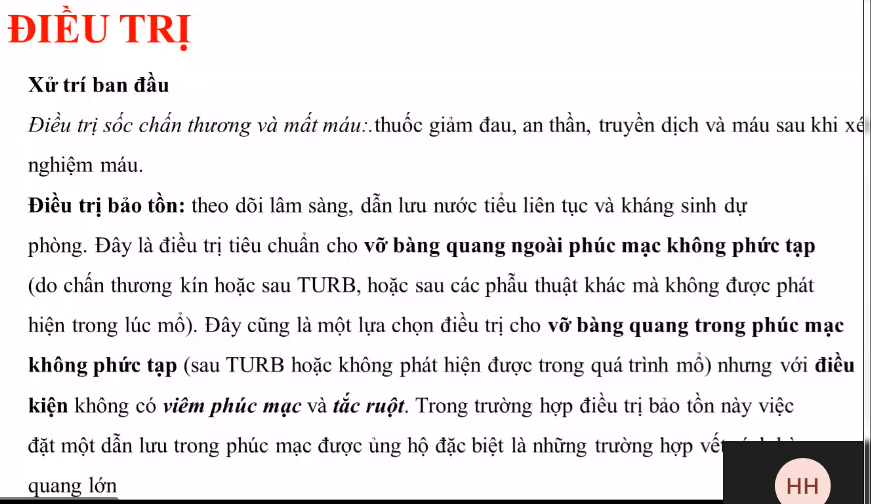 ĐIỀU TRỊ
Xử trí ban đầu
Điều trị sốc chấn thương và mất máu:.thuốc giảm đau, an thần, truyền dịch và máu sau khi
nghiệm máu.
Điều trị bảo tồn: theo dõi lâm sàng, dẫn lưu nước tiểu liên tục và kháng sinh dự
phòng. Đây là điều trị tiêu chuẩn cho vỡ bàng quang ngoài phúc mạc không phức tạp
(do chấn thương kín hoặc sau TURB, hoặc sau các phẫu thuật khác mà không được phát
hiện trong lúc mổ). Đây cũng là một lựa chọn điều trị cho vỡ bàng quang trong phúc mạc
không phức tạp (sau TURB hoặc không phát hiện được trong quá trình mổ) nhưng với điều
kiện không có viêm phúc mạc và tắc ruột. Trong trường hợp điều trị bảo tồn này việc
đặt một dẫn lưu trong phúc mạc được ủng hộ đặc biệt là những trường hợp
quang lớn
HH